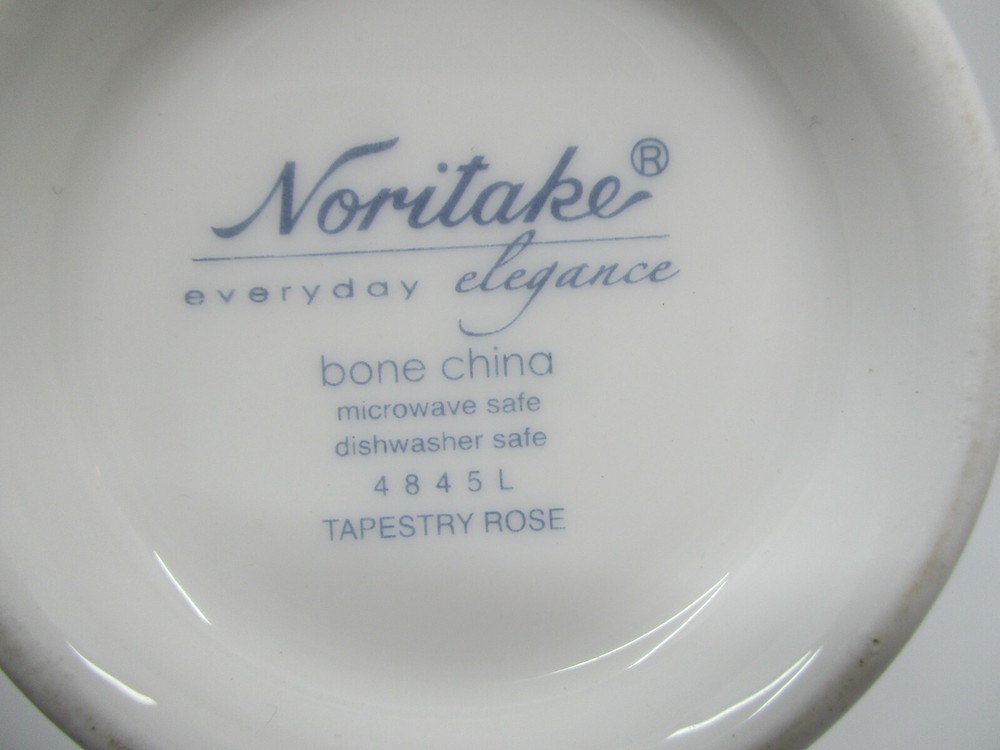 Noritake®
everyday elegance
bone china
microwave safe
dishwasher safe
4845L
TAPESTRY ROSE